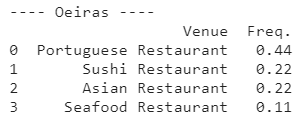 ---- Oeiras ----
Venue Freq.
0 Portuguese Restaurant 0.44
1 Sushi Restaurant 0.22
2 Asian Restaurant 0.22
3 Seafood Restaurant 0.11